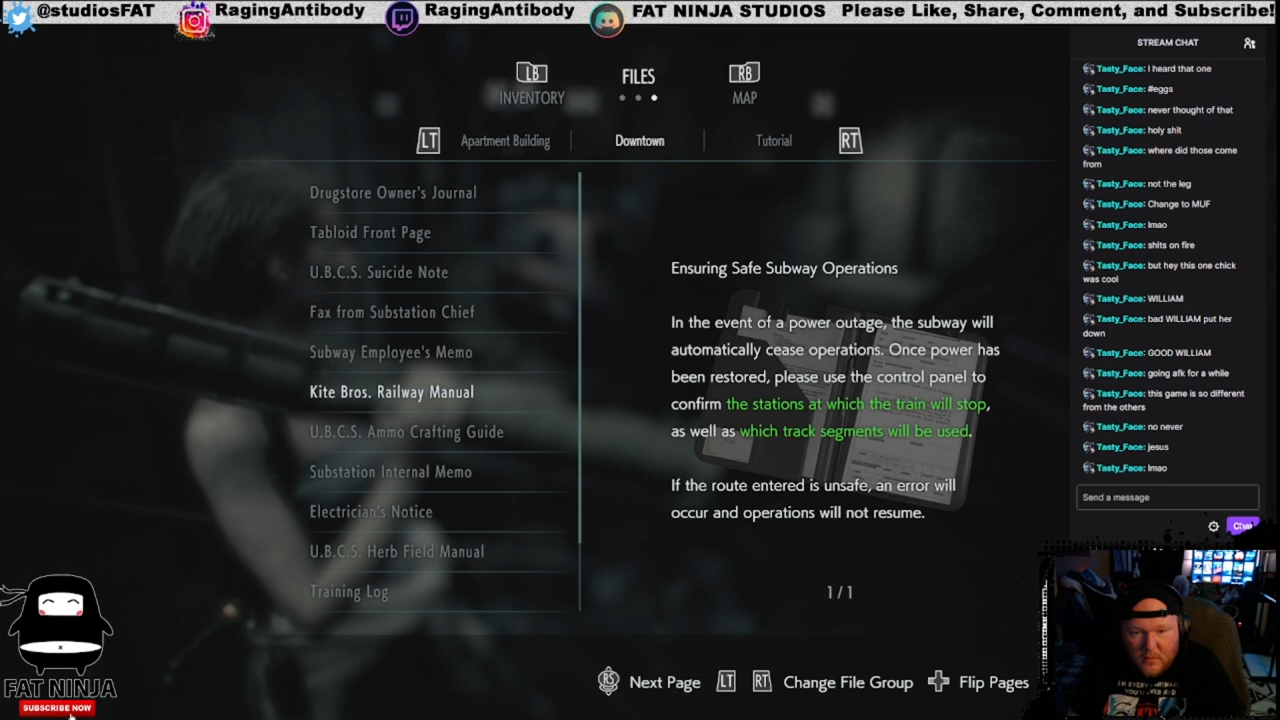 @studiosFAT RagingAntibody RagingAntibody FAT NINJA STUDIOS Please Like, Share, Comment, and Subscribe!
LB FILES RB
INVENTORY MAP
LT Apartment Building Downtown Tutorial RT
Drugstore Owner's Journal
Tabloid Front Page
U.B.C.S. Suicide Note
Fax from Substation Chief
Subway Employee's Memo
Kite Bros. Railway Manual
U.B.C.S. Ammo Crafting Guide
Substation Internal Memo
Electrician's Notice
U.B.C.S. Herb Field Manual
Training Log
Ensuring Safe Subway Operations
In the event of a power outage, the subway will
automatically cease operations. Once power has
been restored, please use the control panel to
confirm the stations at which the train will stop,
as well as which track segments will be used.
If the route entered is unsafe, an error will
occur and operations will not resume.
1 / 1
RS Next Page LT RT Change File Group Flip Pages
STREAM CHAT
Tasty_Face: I heard that one
Tasty_Face: #eggs
Tasty_Face: never thought of that
Tasty_Face: holy shit
Tasty_Face: where did those come
from
Tasty_Face: not the leg
Tasty_Face: Change to MUF
Tasty_Face: lmao
Tasty_Face: shits on fire
Tasty_Face: but hey this one chick
was cool
Tasty_Face: WILLIAM
Tasty_Face: bad WILLIAM put her
down
Tasty_Face: GOOD WILLIAM
Tasty_Face: going afk for a while
Tasty_Face: this game is so different
from the others
Tasty_Face: no never
Tasty_Face: jesus
Tasty_Face: lmao
Send a message
Chat
FAT NINJA
SUBSCRIBE NOW